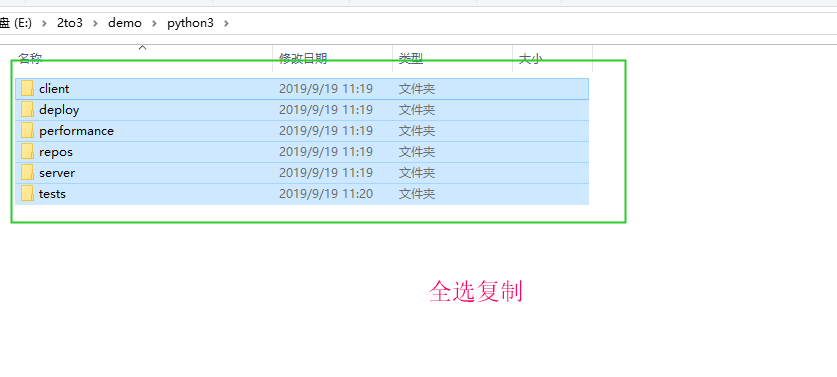 盘 (E:) > 2to3 > demo > python3 >
名称 修改日期 类型 大小
client 2019/9/19 11:19 文件夹
deploy 2019/9/19 11:19 文件夹
performance 2019/9/19 11:19 文件夹
repos 2019/9/19 11:19 文件夹
server 2019/9/19 11:19 文件夹
tests 2019/9/19 11:20 文件夹
全选复制